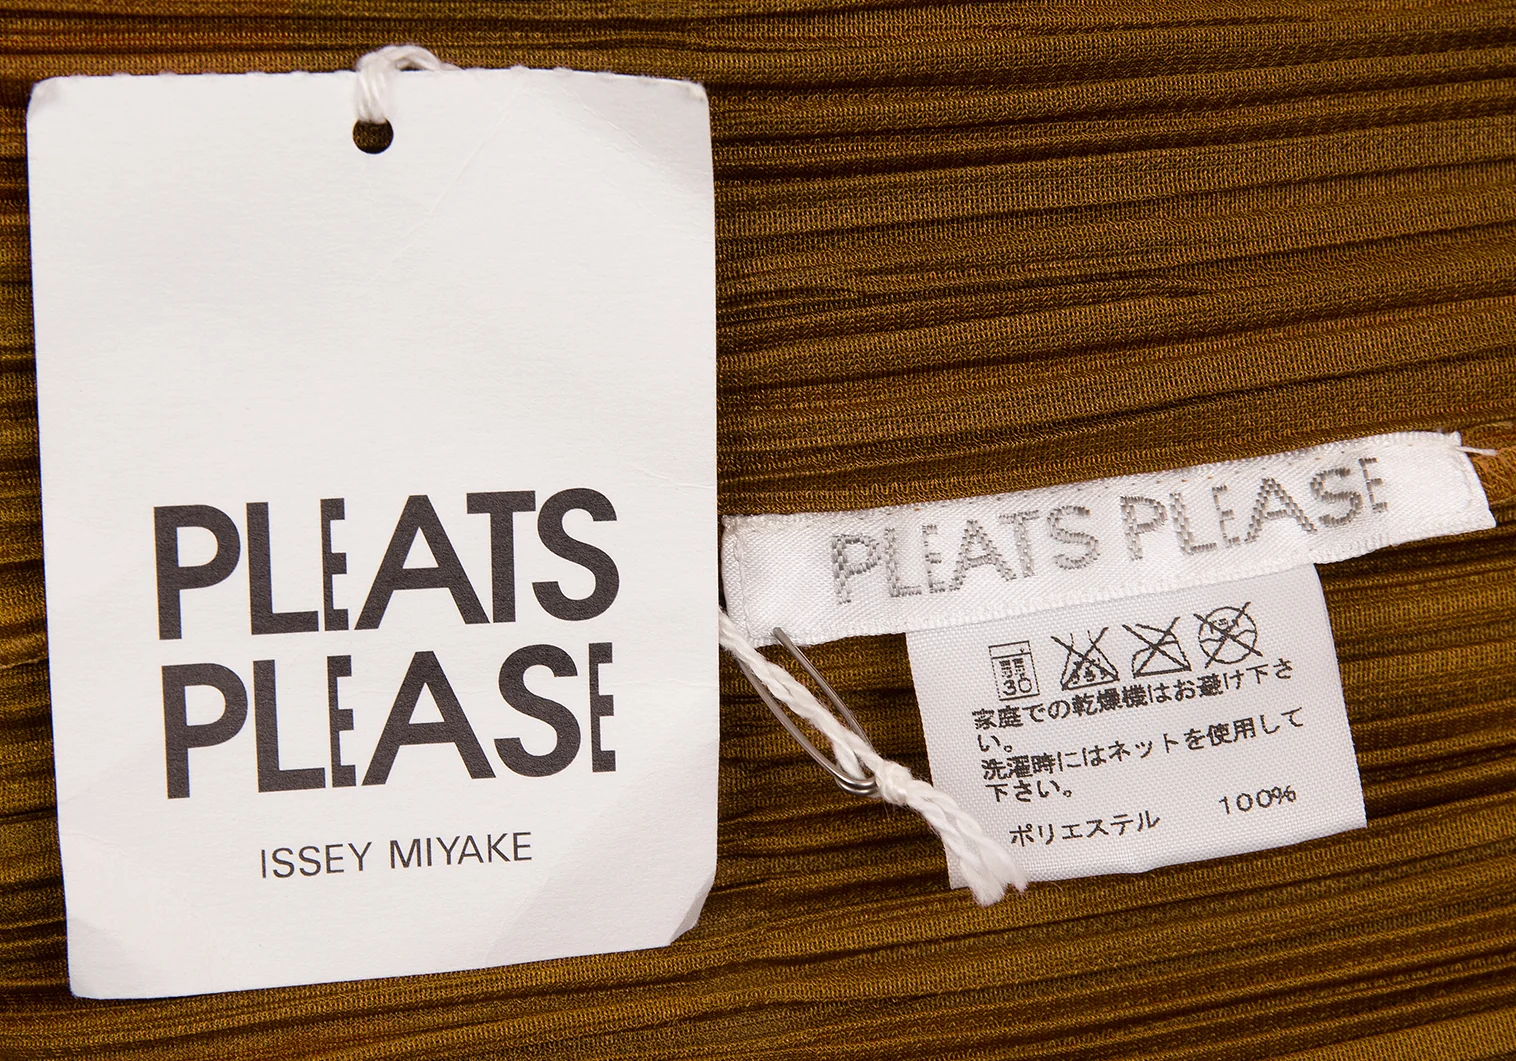 PLEATS
PLEASE
ISSEY MIYAKE
PLEATS PLEASE
30
家庭での乾燥機はお避け下さ
い。
洗濯時にはネットを使用して
下さい。
ポリエステル 100%